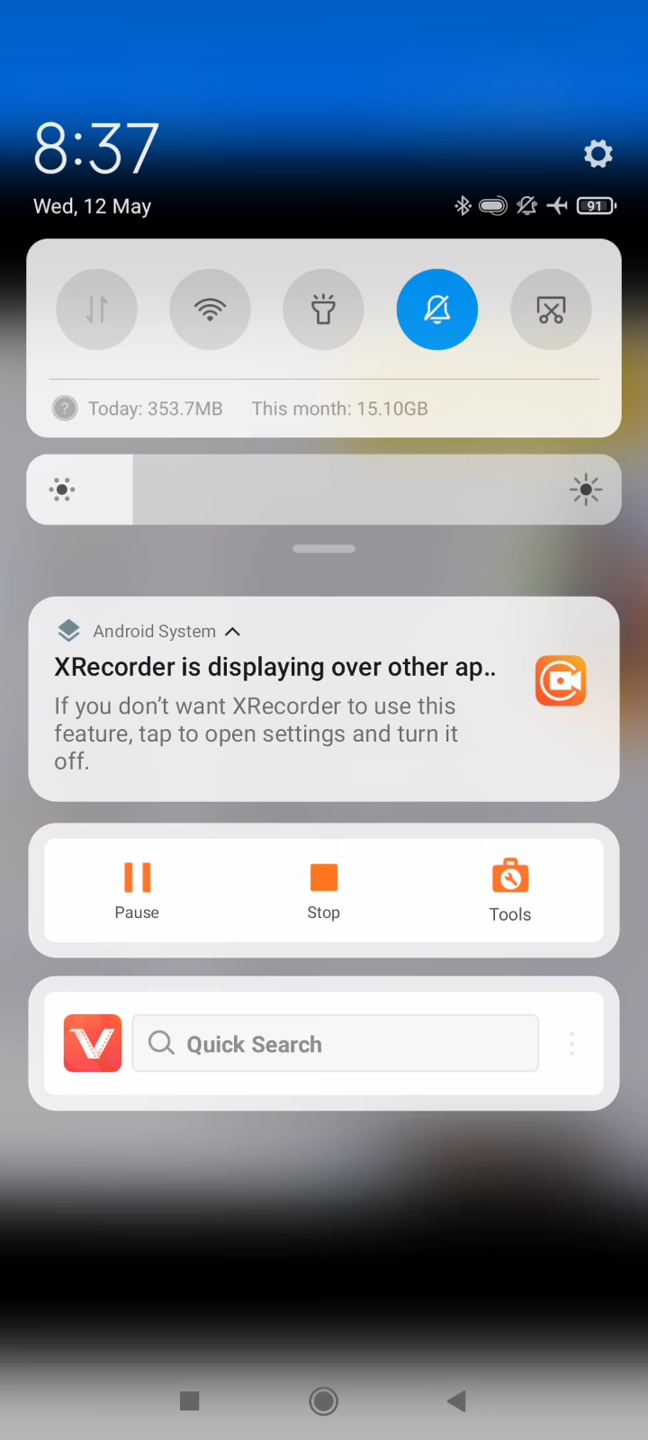 8:37
Wed, 12 May
91
Today: 353.7MB This month: 15.10GB
Android System
XRecorder is displaying over other ap..
If you don’t want XRecorder to use this
feature, tap to open settings and turn it
off.
Pause Stop Tools
Quick Search